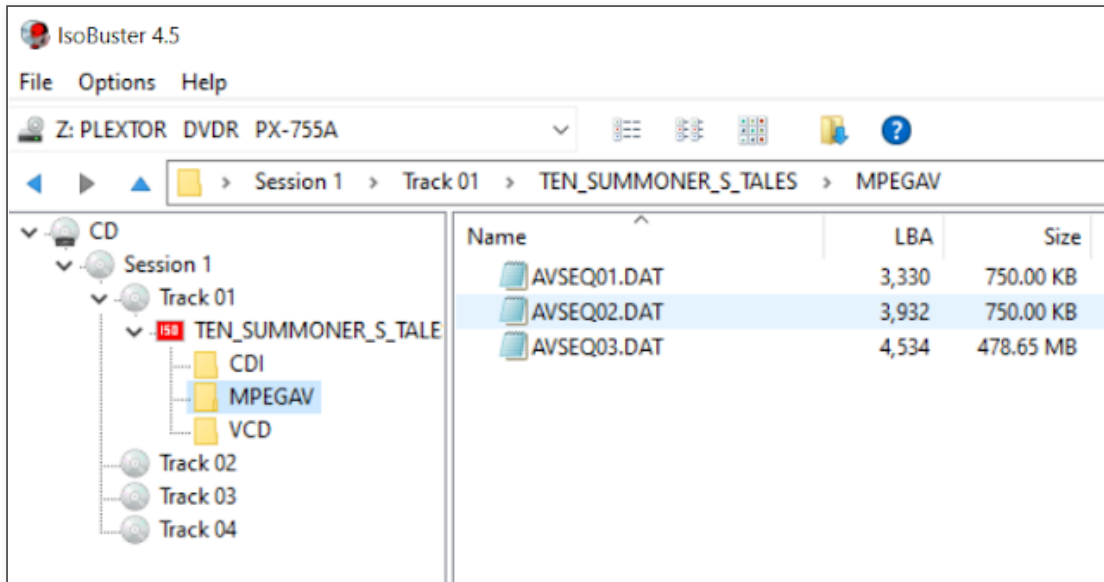 IsoBuster 4.5
File Options Help
Z: PLEXTOR DVDR PX-755A
Session 1 > Track 01 > TEN_SUMMONER_S_TALES > MPEGAV
CD
Session 1
Track 01
ISO TEN_SUMMONER_S_TALE
CDI
MPEGAV
VCD
Track 02
Track 03
Track 04
Name LBA Size
AVSEQ01.DAT 3,330 750.00 KB
AVSEQ02.DAT 3,932 750.00 KB
AVSEQ03.DAT 4,534 478.65 MB